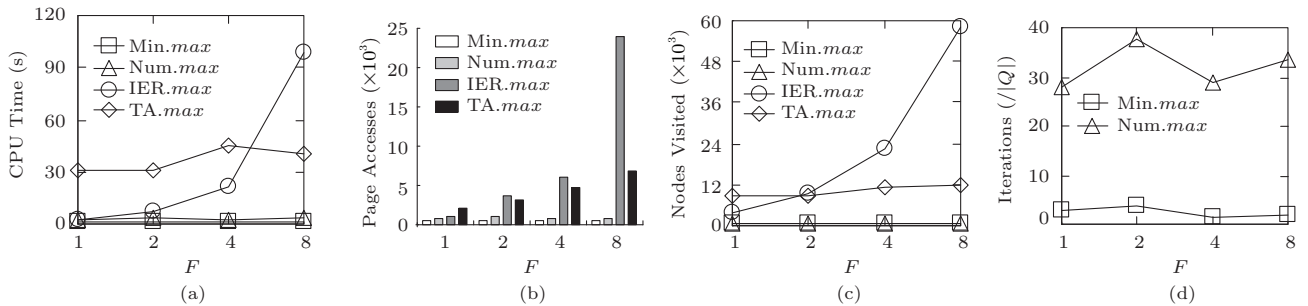 CPU Time (s)
120
90
60
30
0
Min.max
Num.max
IER.max
TA.max
1 2 4 8
F
(a)
Page Accesses (×10³)
25
20
15
10
5
0
Min.max
Num.max
IER.max
TA.max
1 2 4 8
F
(b)
Nodes Visited (×10³)
60
48
36
24
12
0
Min.max
Num.max
IER.max
TA.max
1 2 4 8
F
(c)
Iterations (/|Q|)
40
30
20
10
0
Min.max
Num.max
1 2 4 8
F
(d)